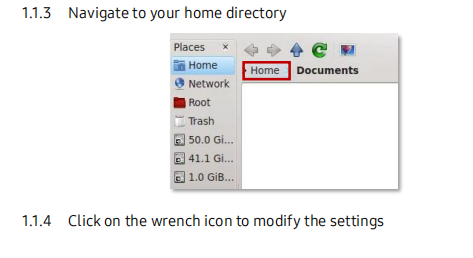 1.1.3 Navigate to your home directory
Places ×
Home
Network
Root
Trash
50.0 Gi...
41.1 Gi...
1.0 GiB...
Home Documents
1.1.4 Click on the wrench icon to modify the settings